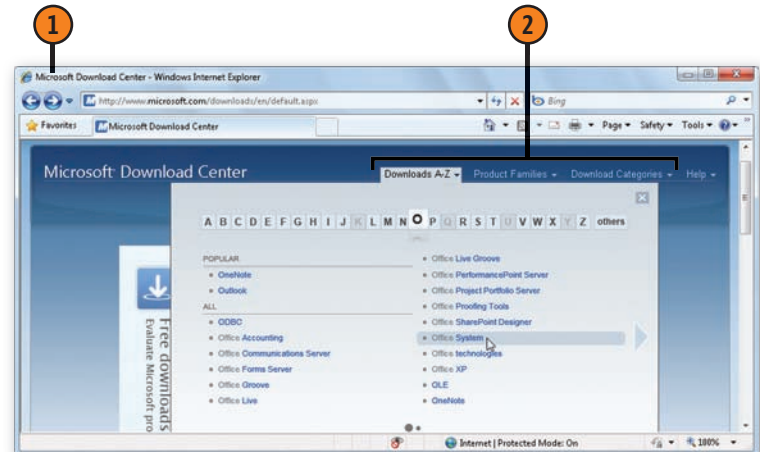 1
2
Microsoft Download Center - Windows Internet Explorer
http://www.microsoft.com/downloads/en/default.aspx
Bing
Favorites
Microsoft Download Center
Page
Safety
Tools
Microsoft Download Center
Downloads A-Z
Product Families
Download Categories
Help
A B C D E F G H I J K L M N O P Q R S T U V W X Y Z others
POPULAR
OneNote
Outlook
ALL
ODBC
Office Accounting
Office Communications Server
Office Forms Server
Office Groove
Office Live
Office Live Groove
Office PerformancePoint Server
Office Project Portfolio Server
Office Proofing Tools
Office SharePoint Designer
Office System
Office technologies
Office XP
OLE
OneNote
Free downloads
Evaluate Microsoft pro
Internet | Protected Mode: On
100%